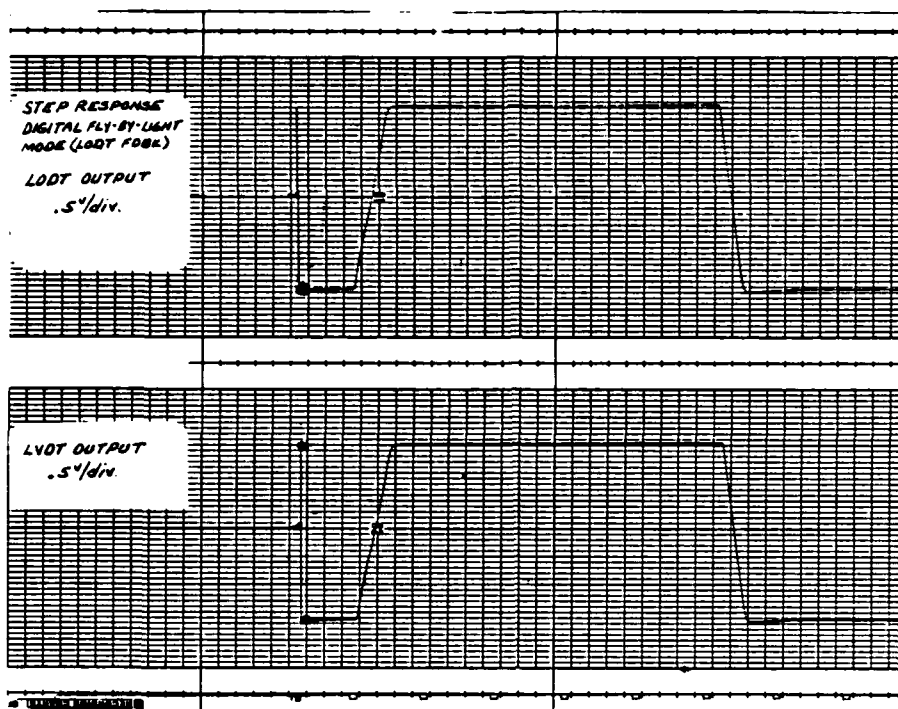 STEP RESPONSE
DIGITAL FLY-BY-LIGHT
MODE (LODT FDBK)
LODT OUTPUT
.5ᵛ/div.
LVDT OUTPUT
.5ᵛ/div.